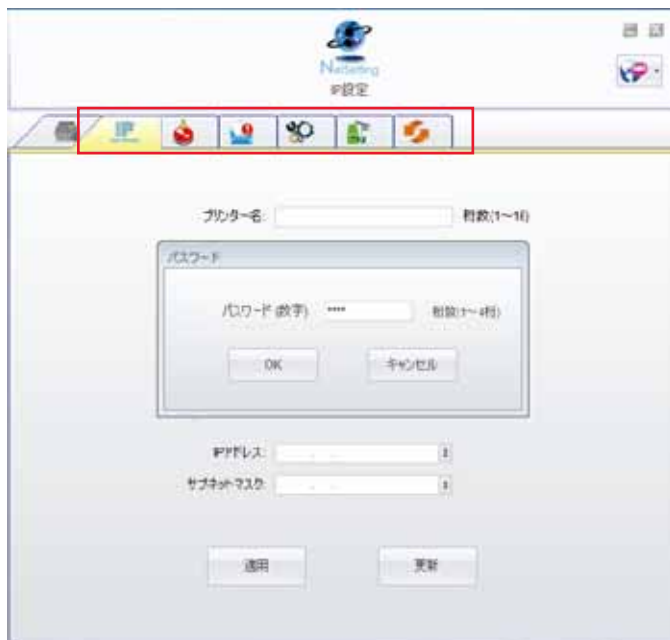 NetSetting
IP設定
IP
プリンター名:
桁数(1～16)
パスワード
パスワード (数字) ****
桁数(1～4桁)
OK
キャンセル
IPアドレス:
サブネットマスク:
適用
更新